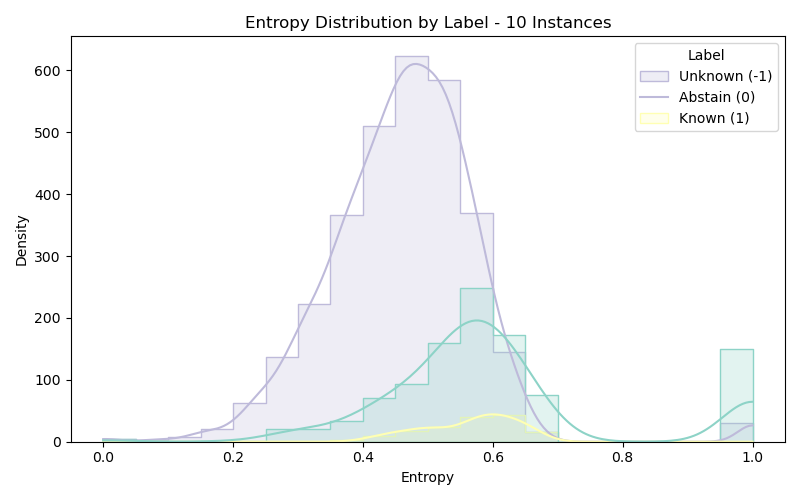 Entropy Distribution by Label - 10 Instances
Label
Unknown (-1)
Abstain (0)
Known (1)
600
500
400
300
200
100
0
Density
0.0 0.2 0.4 0.6 0.8 1.0
Entropy